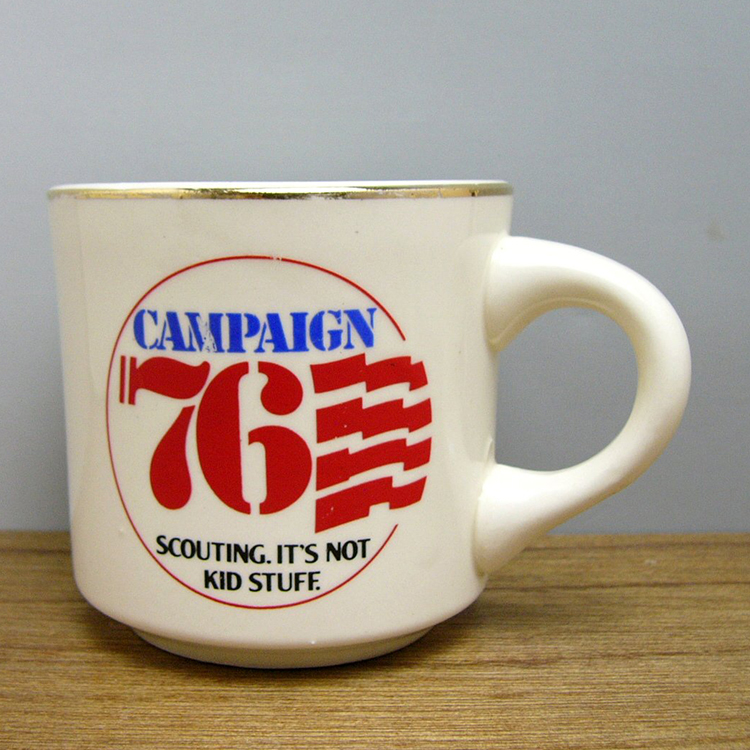 CAMPAIGN
76
SCOUTING. IT'S NOT
KID STUFF.